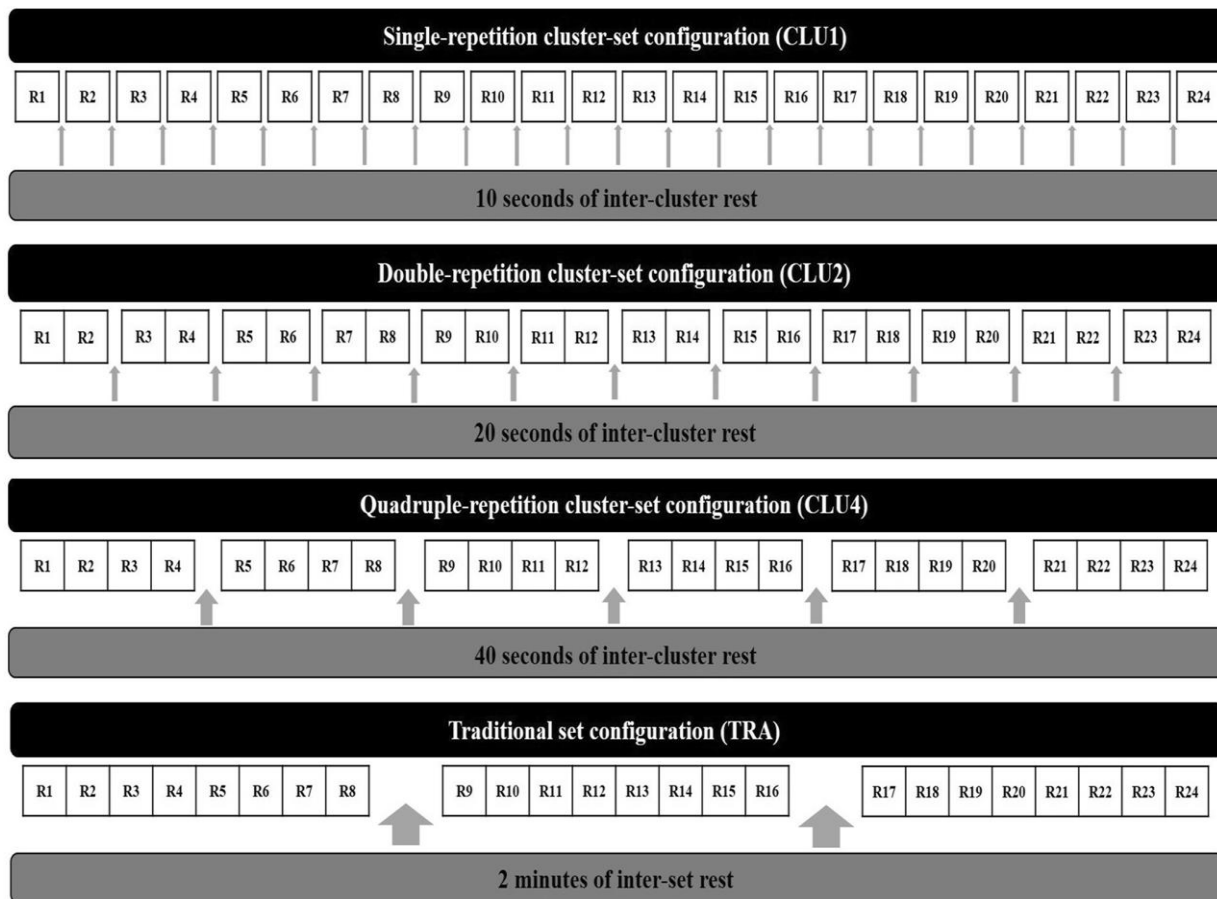 Single-repetition cluster-set configuration (CLU1)
R1 R2 R3 R4 R5 R6 R7 R8 R9 R10 R11 R12 R13 R14 R15 R16 R17 R18 R19 R20 R21 R22 R23 R24
10 seconds of inter-cluster rest
Double-repetition cluster-set configuration (CLU2)
R1 R2 R3 R4 R5 R6 R7 R8 R9 R10 R11 R12 R13 R14 R15 R16 R17 R18 R19 R20 R21 R22 R23 R24
20 seconds of inter-cluster rest
Quadruple-repetition cluster-set configuration (CLU4)
R1 R2 R3 R4 R5 R6 R7 R8 R9 R10 R11 R12 R13 R14 R15 R16 R17 R18 R19 R20 R21 R22 R23 R24
40 seconds of inter-cluster rest
Traditional set configuration (TRA)
R1 R2 R3 R4 R5 R6 R7 R8 R9 R10 R11 R12 R13 R14 R15 R16 R17 R18 R19 R20 R21 R22 R23 R24
2 minutes of inter-set rest